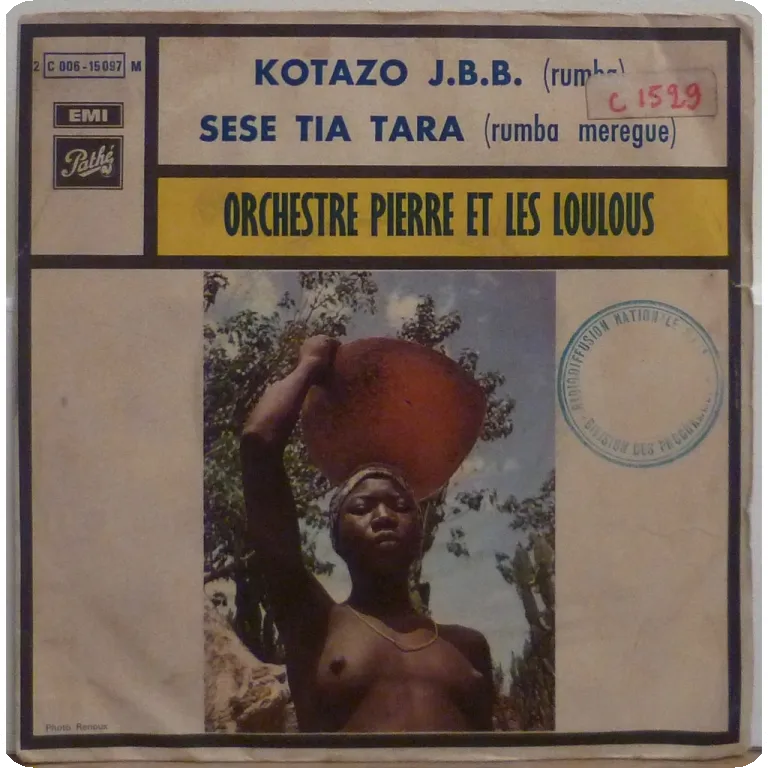 2 C 006-15097 M
EMI
Pathé
KOTAZO J.B.B. (rumba)
C 1529
SESE TIA TARA (rumba meregue)
ORCHESTRE PIERRE ET LES LOULOUS
RADIODIFFUSION NATIONALE
DIVISION DES
Photo Renoux